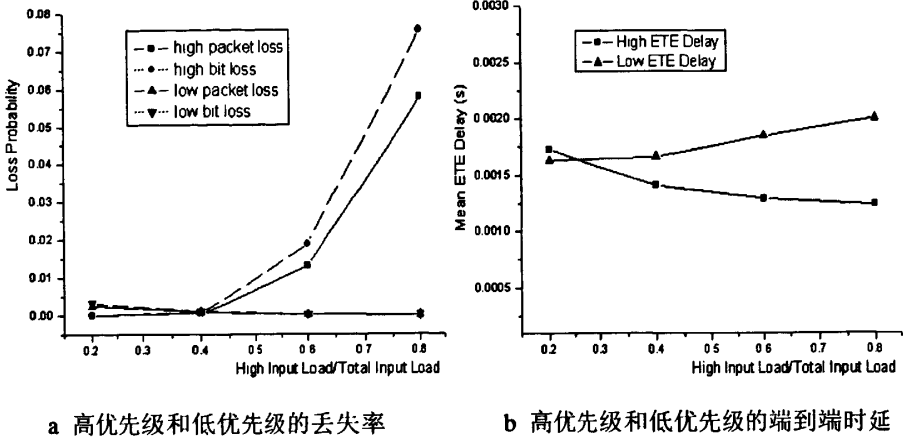 0.08
0.07
0.06
0.05
0.04
0.03
0.02
0.01
0.00
Loss Probability
high packet loss
high bit loss
low packet loss
low bit loss
0.2 0.3 0.4 0.5 0.6 0.7 0.8
High Input Load/Total Input Load
a 高优先级和低优先级的丢失率
0.0030
0.0025
0.0020
0.0015
0.0010
0.0005
Mean ETE Delay (s)
High ETE Delay
Low ETE Delay
0.2 0.3 0.4 0.5 0.6 0.7 0.8
High Input Load/Total Input Load
b 高优先级和低优先级的端到端时延